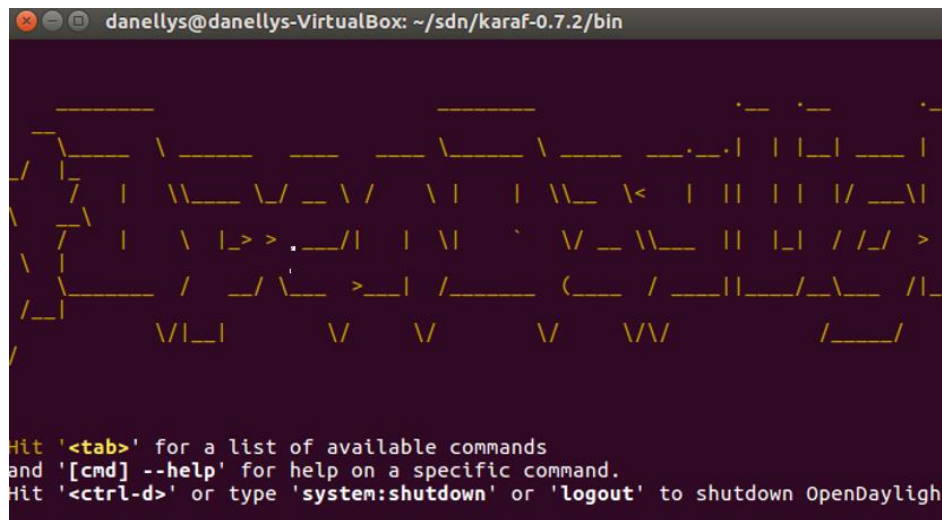 danellys@danellys-VirtualBox: ~/sdn/karaf-0.7.2/bin
Hit '<tab>' for a list of available commands
and '[cmd] --help' for help on a specific command.
Hit '<ctrl-d>' or type 'system:shutdown' or 'logout' to shutdown OpenDayligh